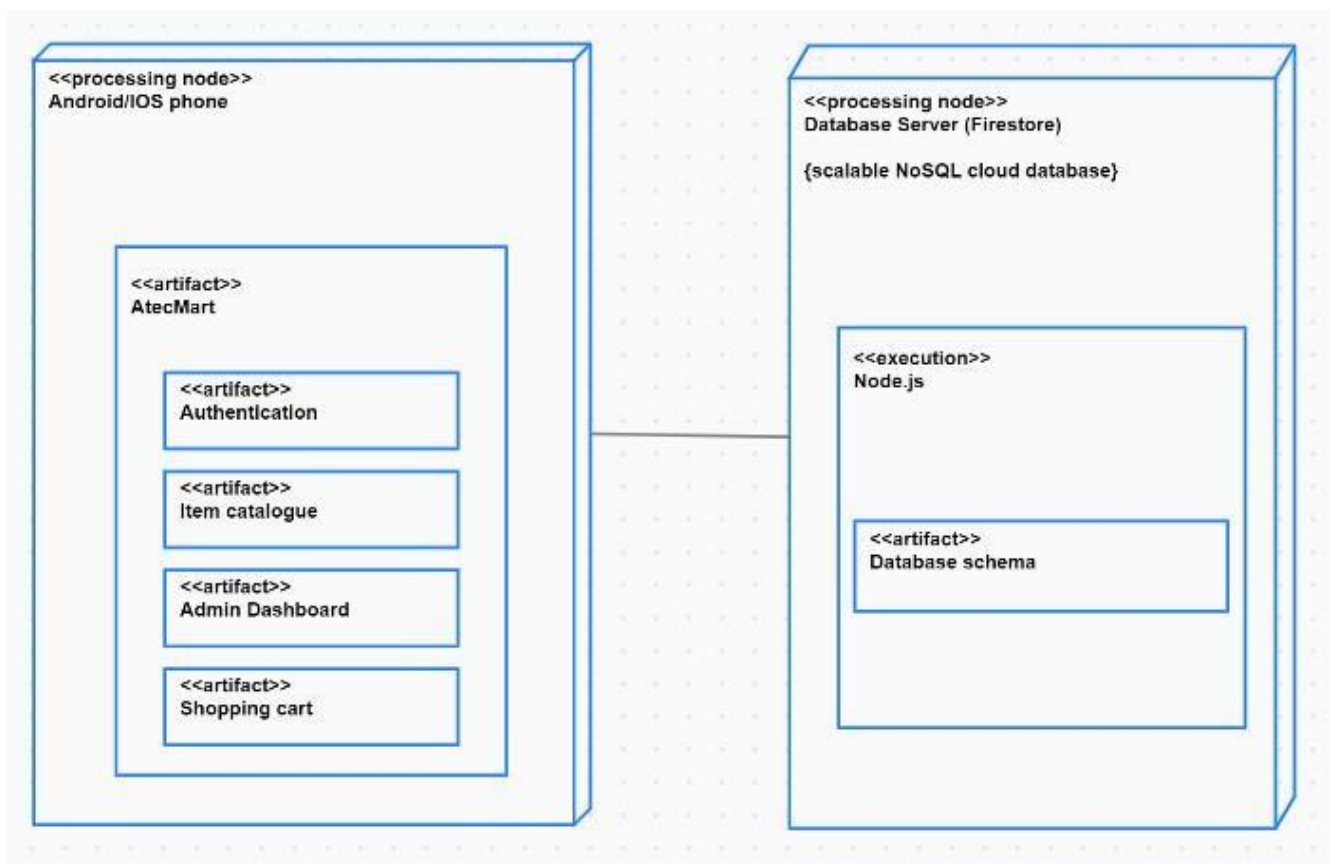 <<processing node>>
Android/IOS phone
<<artifact>>
AtecMart
<<artifact>>
Authentication
<<artifact>>
Item catalogue
<<artifact>>
Admin Dashboard
<<artifact>>
Shopping cart
<<processing node>>
Database Server (Firestore)
{scalable NoSQL cloud database}
<<execution>>
Node.js
<<artifact>>
Database schema